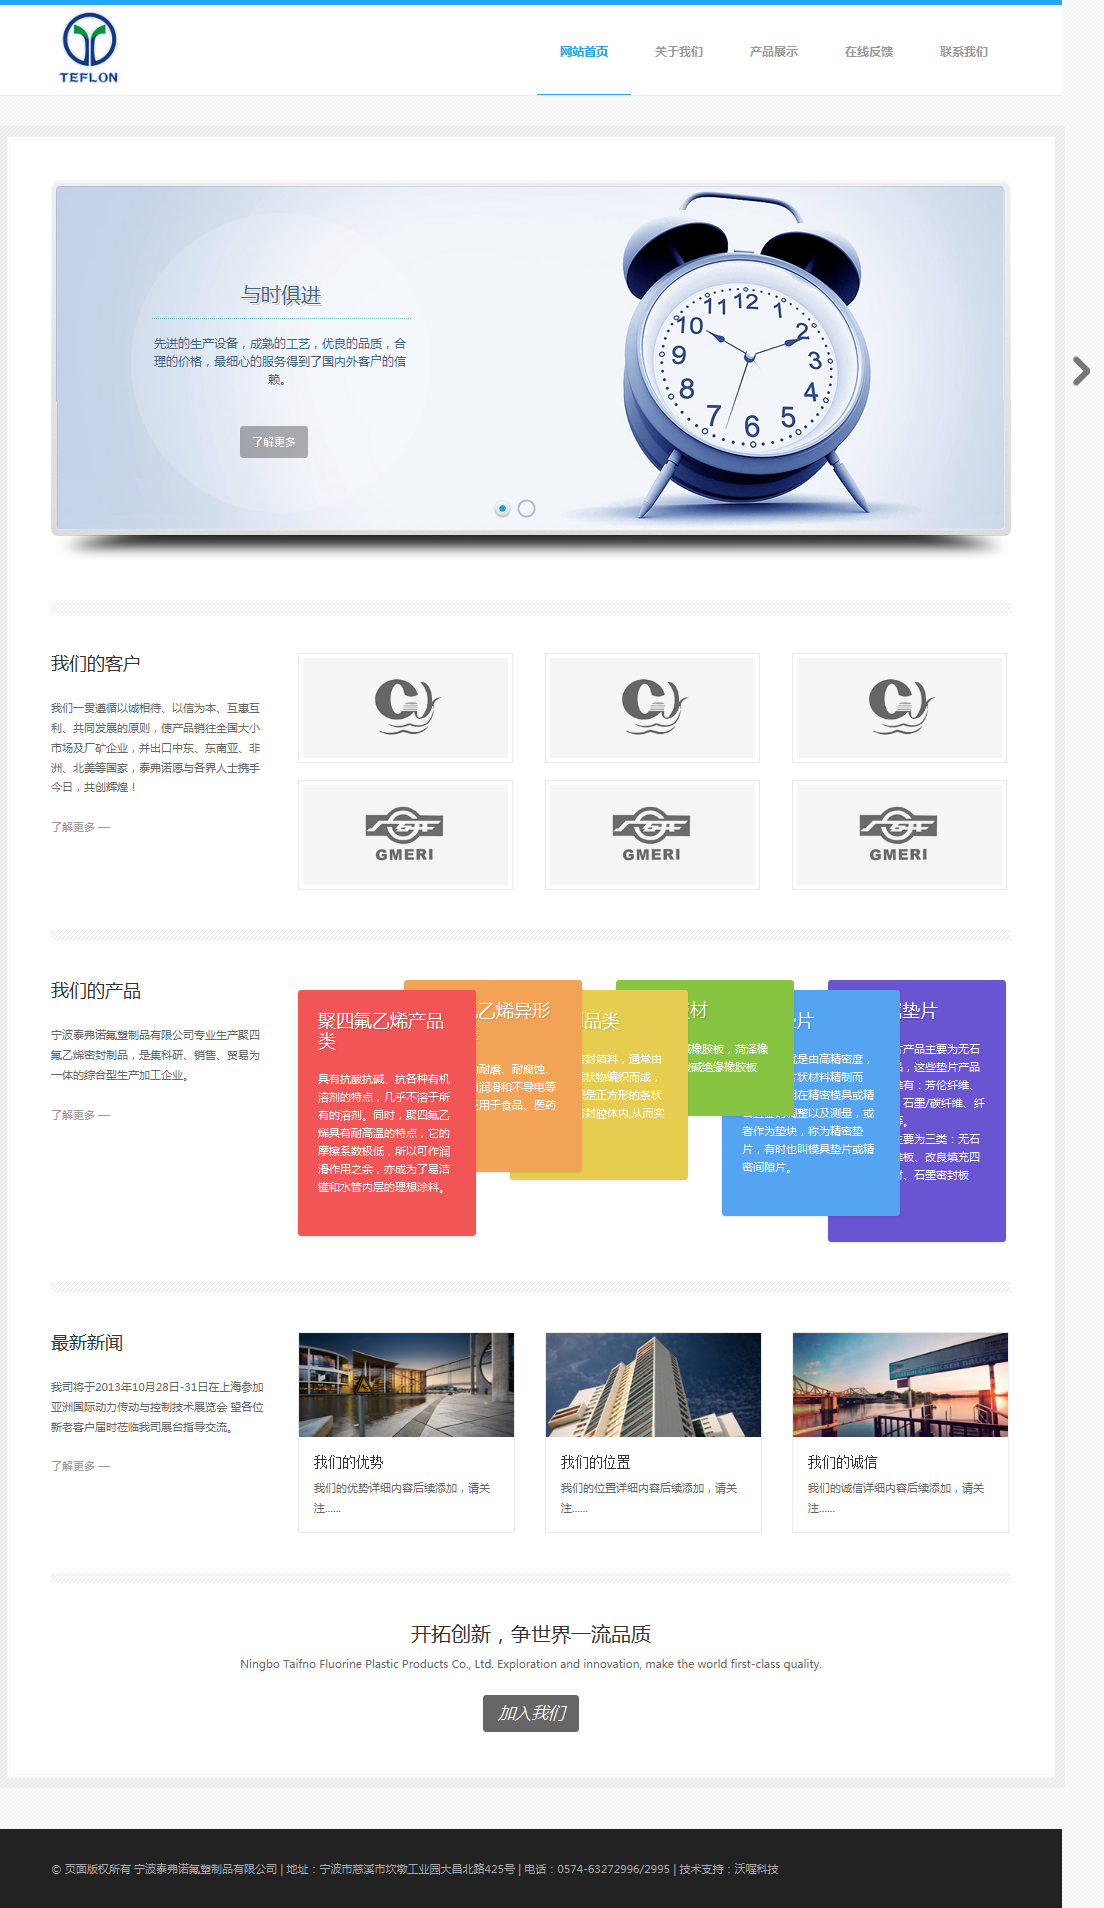 TEFLON
网站首页 关于我们 产品展示 在线反馈 联系我们
与时俱进
先进的生产设备，成熟的工艺，优良的品质，合
理的价格，最细心的服务得到了国内外客户的信
赖。
了解更多
11 12 1
10 2
9 3
8 4
7 6 5
我们的客户
我们一贯遵循以诚相待、以信为本、互惠互
利、共同发展的原则，使产品销往全国大小
市场及厂矿企业，并出口中东、东南亚、非
洲、北美等国家，泰弗诺愿与各界人士携手
今日，共创辉煌！
了解更多 —
GMERI GMERI GMERI
我们的产品
宁波泰弗诺氟塑制品有限公司专业生产聚四
氟乙烯密封制品，是集科研、销售、贸易为
一体的综合型生产加工企业。
了解更多 —
聚四氟乙烯产品
类
具有抗酸抗碱、抗各种有机
溶剂的特点，几乎不溶于所
有的溶剂。同时，聚四氟乙
烯具有耐高温的特点，它的
摩擦系数极低，所以可作润
滑作用之余，亦成为了易洁
镬和水管内层的理想涂料。
乙烯异形
耐磨、耐腐蚀、
润滑和不导电等
用于食品、医药
品类
封填料，通常由
状物编织而成，
是正方形的条状
封腔体内,从而实
材
橡胶板，菏泽橡
碱绝缘橡胶板
片
是由高精密度，
状材料精制而
用在精密模具或精
调整以及测量，或
者作为垫块，称为精密垫
片，有时也叫模具垫片或精
密间隙片。
垫片
产品主要为无石
，这些垫片产品
有：芳伦纤维、
石墨/碳纤维、纤
。
主要为三类：无石
板、改良填充四
、石墨密封板
最新新闻
我司将于2013年10月28日-31日在上海参加
亚洲国际动力传动与控制技术展览会 望各位
新老客户届时莅临我司展台指导交流。
了解更多 —
我们的优势
我们的优势详细内容后续添加，请关
注......
我们的位置
我们的位置详细内容后续添加，请关
注......
我们的诚信
我们的诚信详细内容后续添加，请关
注......
开拓创新，争世界一流品质
Ningbo Taifno Fluorine Plastic Products Co., Ltd. Exploration and innovation, make the world first-class quality.
加入我们
© 页面版权所有 宁波泰弗诺氟塑制品有限公司 | 地址：宁波市慈溪市坎墩工业园大昌北路425号 | 电话：0574-63272996/2995 | 技术支持：沃喔科技